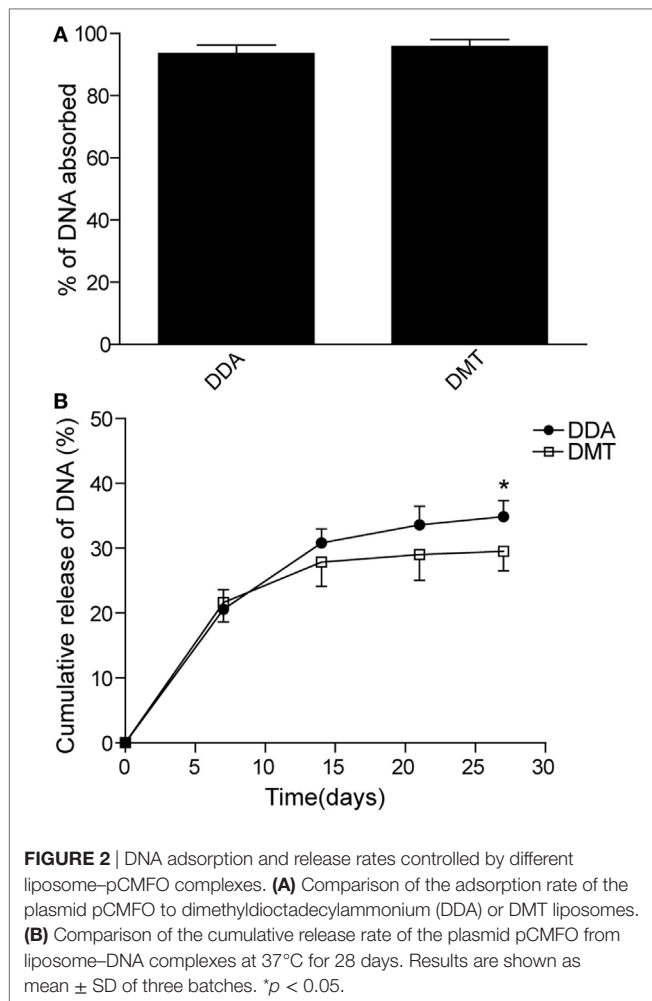 A
100
80
60
40
20
0
% of DNA absorbed
DDA
DMT
B
50
40
30
20
10
0
Cumulative release of DNA (%)
DDA
DMT
*
0 5 10 15 20 25 30
Time(days)
FIGURE 2 | DNA adsorption and release rates controlled by different
liposome–pCMFO complexes. (A) Comparison of the adsorption rate of the
plasmid pCMFO to dimethyldioctadecylammonium (DDA) or DMT liposomes.
(B) Comparison of the cumulative release rate of the plasmid pCMFO from
liposome–DNA complexes at 37°C for 28 days. Results are shown as
mean ± SD of three batches. *p < 0.05.